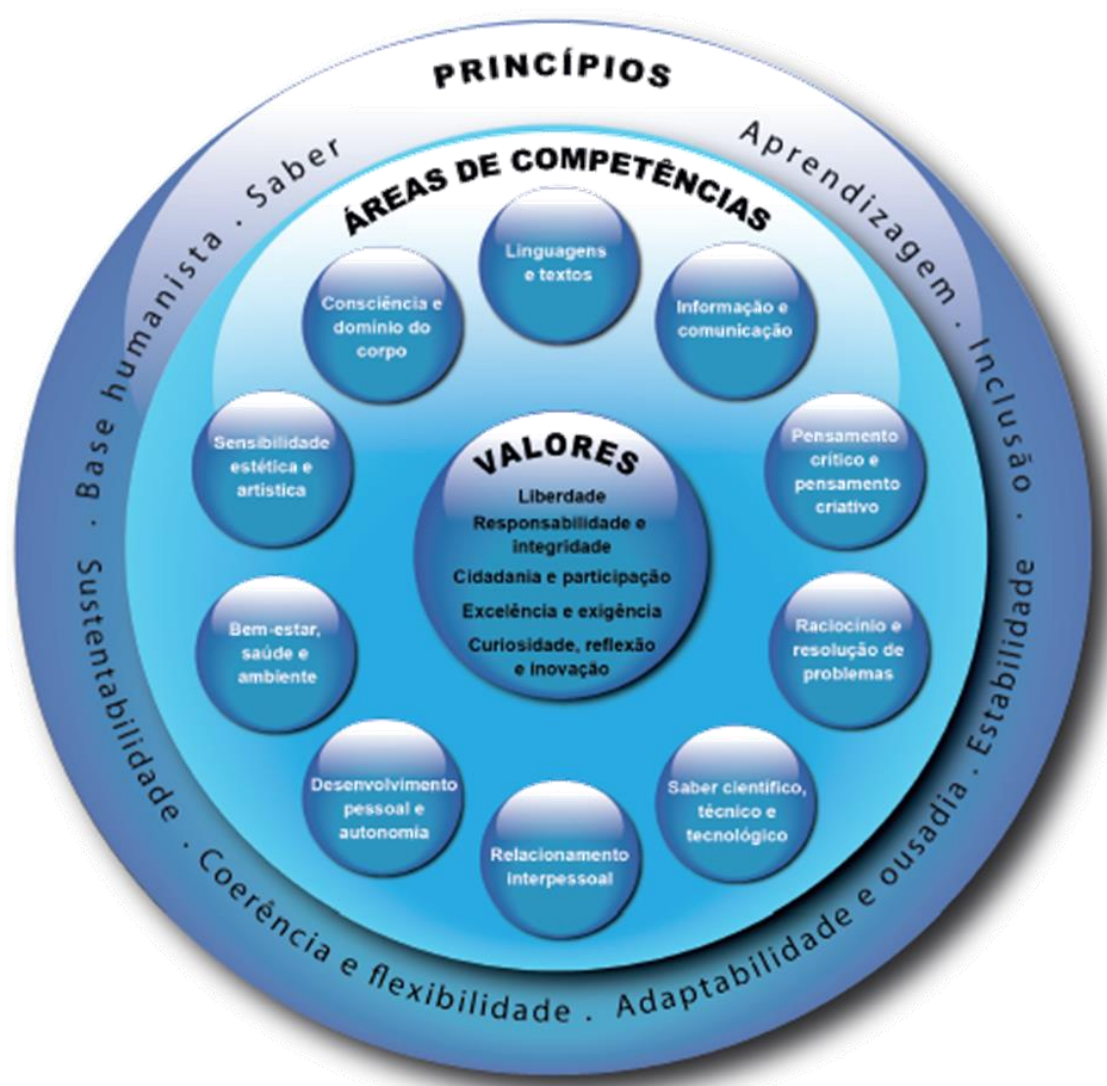 PRINCÍPIOS
Base humanista . Saber
Aprendizagem . Inclusão .
Sustentabilidade . Coerência e flexibilidade . Adaptabilidade e ousadia . Estabilidade
ÁREAS DE COMPETÊNCIAS
Linguagens
e textos
Informação e
comunicação
Pensamento
crítico e
pensamento
criativo
Raciocínio e
resolução de
problemas
Saber científico,
técnico e
tecnológico
Relacionamento
interpessoal
Desenvolvimento
pessoal e
autonomia
Bem-estar,
saúde e
ambiente
Sensibilidade
estética e
artística
Consciência e
domínio do
corpo
VALORES
Liberdade
Responsabilidade e
integridade
Cidadania e participação
Excelência e exigência
Curiosidade, reflexão
e inovação